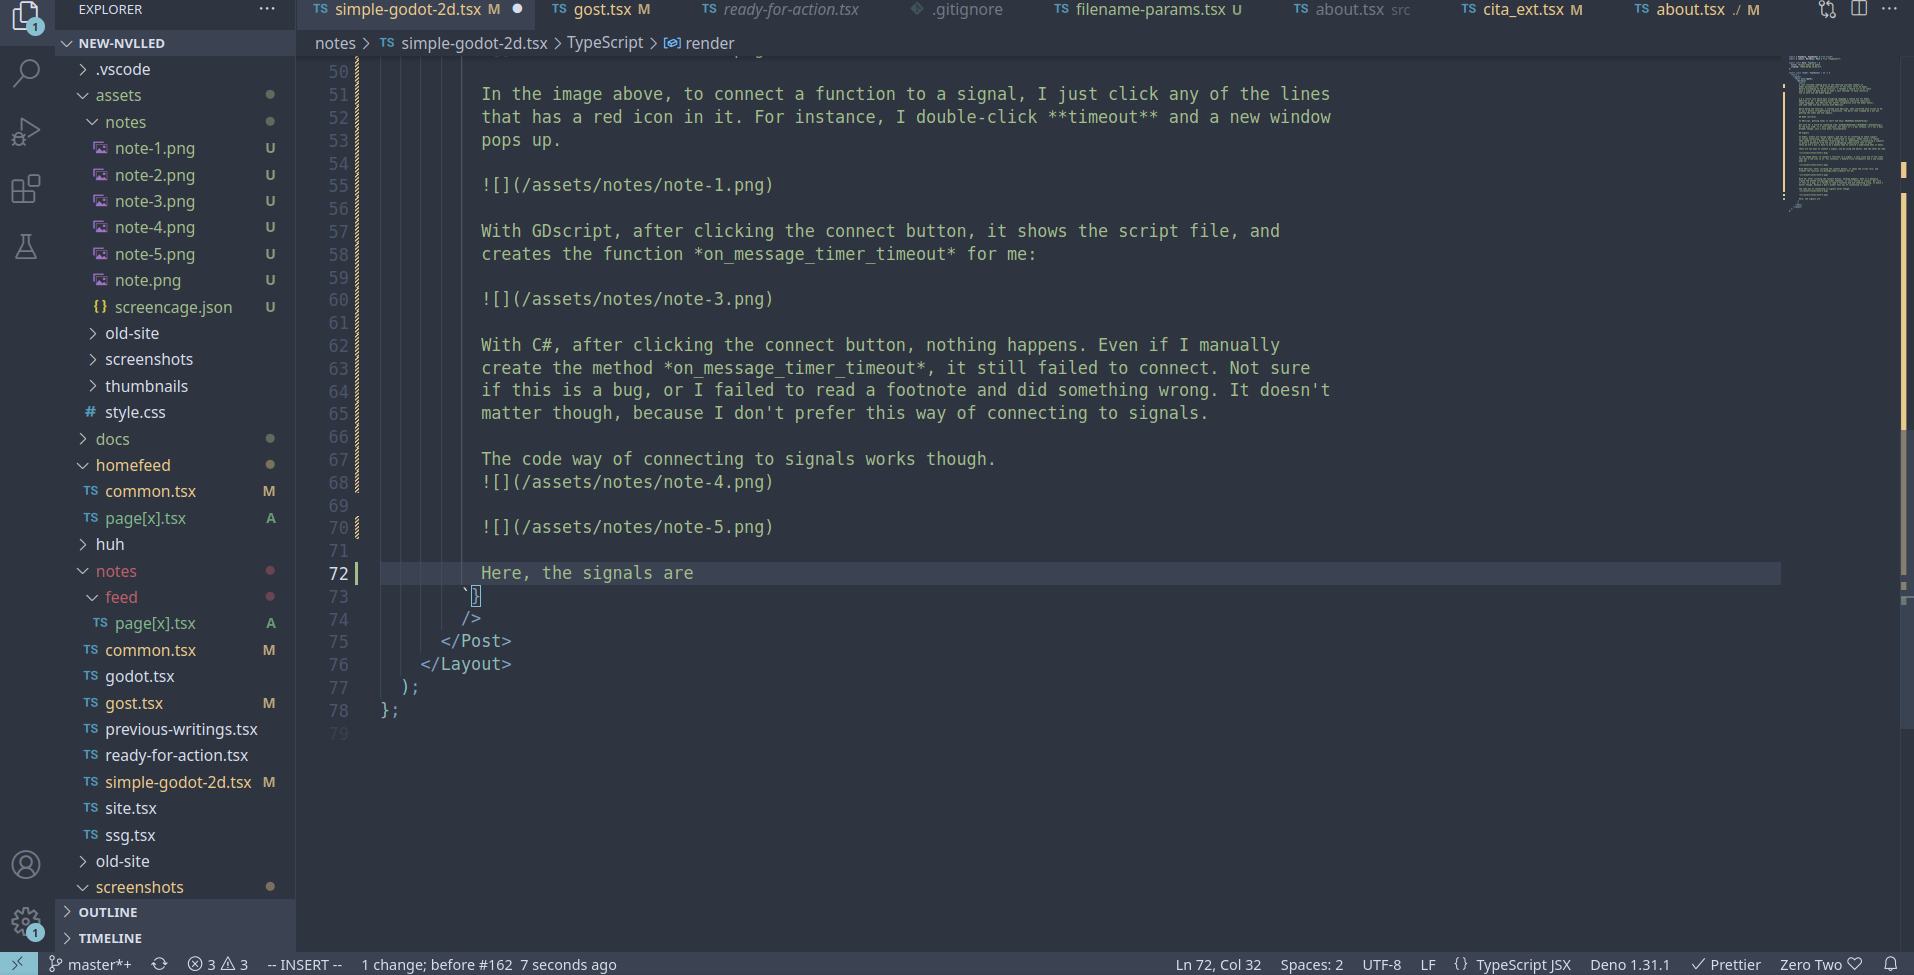 EXPLORER
TS simple-godot-2d.tsx M
TS gost.tsx M
TS ready-for-action.tsx
.gitignore
TS filename-params.tsx U
TS about.tsx src
TS cita_ext.tsx M
TS about.tsx ./ M
NEW-NVLLED
notes > TS simple-godot-2d.tsx > TypeScript > render
.vscode
assets
notes
note-1.png U
note-2.png U
note-3.png U
note-4.png U
note-5.png U
note.png U
{} screencage.json U
old-site
screenshots
thumbnails
# style.css
docs
homefeed
TS common.tsx M
TS page[x].tsx A
huh
notes
feed
TS page[x].tsx A
TS common.tsx M
TS godot.tsx
TS gost.tsx M
TS previous-writings.tsx
TS ready-for-action.tsx
TS simple-godot-2d.tsx M
TS site.tsx
TS ssg.tsx
old-site
screenshots
OUTLINE
TIMELINE
1
1
50
51 In the image above, to connect a function to a signal, I just click any of the lines
52 that has a red icon in it. For instance, I double-click **timeout** and a new window
53 pops up.
54
55 ![](/assets/notes/note-1.png)
56
57 With GDscript, after clicking the connect button, it shows the script file, and
58 creates the function *on_message_timer_timeout* for me:
59
60 ![](/assets/notes/note-3.png)
61
62 With C#, after clicking the connect button, nothing happens. Even if I manually
63 create the method *on_message_timer_timeout*, it still failed to connect. Not sure
64 if this is a bug, or I failed to read a footnote and did something wrong. It doesn't
65 matter though, because I don't prefer this way of connecting to signals.
66
67 The code way of connecting to signals works though.
68 ![](/assets/notes/note-4.png)
69
70 ![](/assets/notes/note-5.png)
71
72 Here, the signals are
73 `}
74 />
75 </Post>
76 </Layout>
77 );
78 };
79
master*+ 3 3 -- INSERT -- 1 change; before #162 7 seconds ago
Ln 72, Col 32 Spaces: 2 UTF-8 LF {} TypeScript JSX Deno 1.31.1 Prettier Zero Two